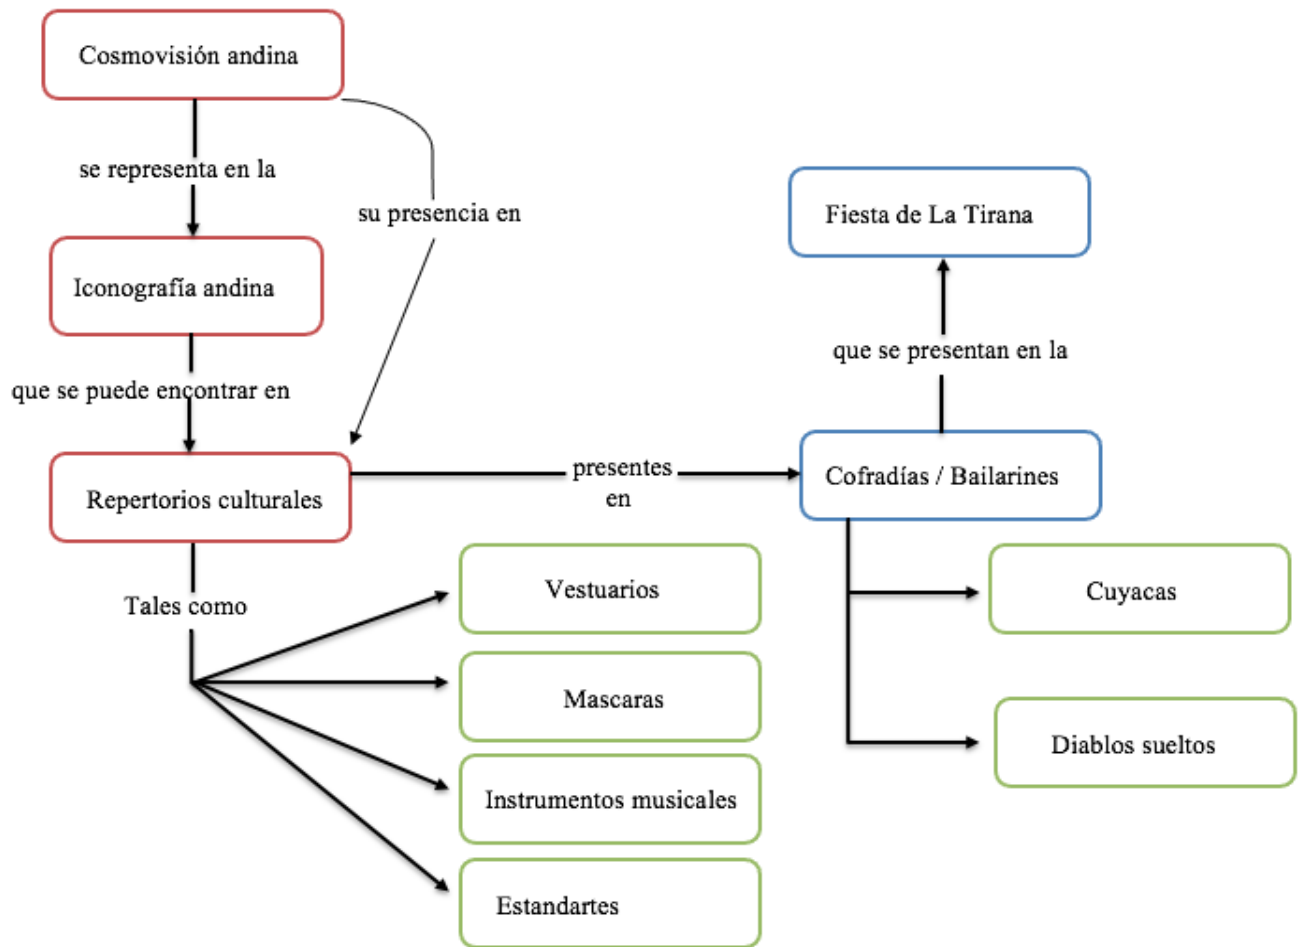 Cosmovisión andina
se representa en la
su presencia en
Iconografía andina
que se puede encontrar en
Repertorios culturales
presentes
en
Fiesta de La Tirana
que se presentan en la
Cofradías / Bailarines
Tales como
Vestuarios
Mascaras
Instrumentos musicales
Estandartes
Cuyacas
Diablos sueltos